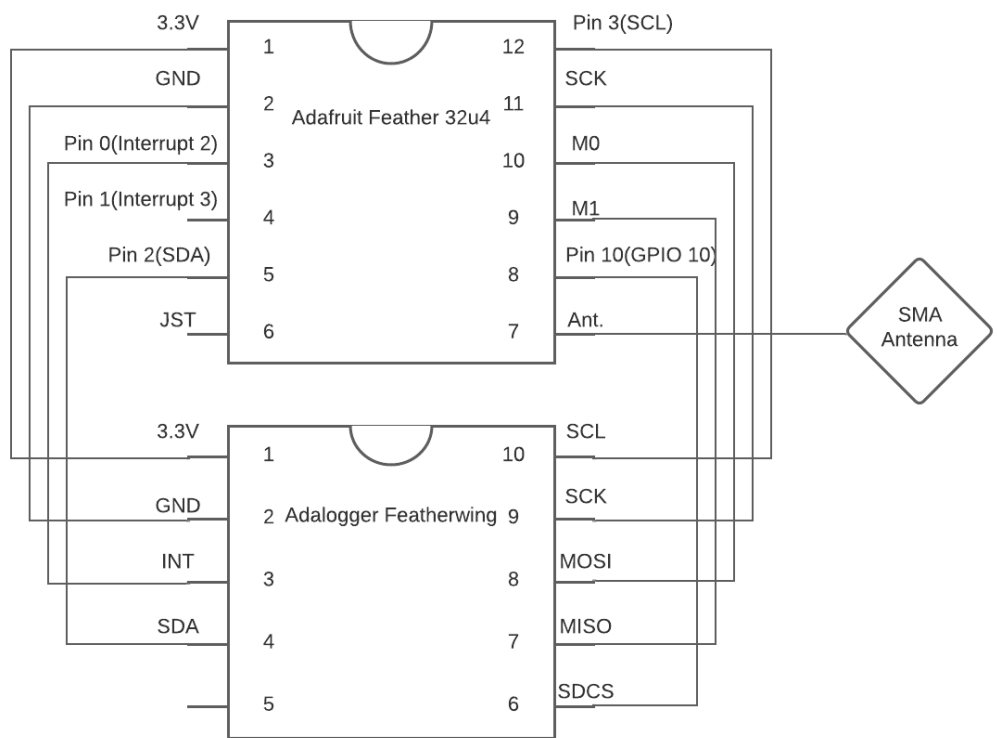 3.3V
Pin 3(SCL)
1
12
GND
SCK
2
11
Adafruit Feather 32u4
Pin 0(Interrupt 2)
M0
3
10
Pin 1(Interrupt 3)
M1
4
9
Pin 2(SDA)
Pin 10(GPIO 10)
5
8
JST
Ant.
6
7
SMA
Antenna
3.3V
SCL
1
10
GND
SCK
2
Adalogger Featherwing
9
INT
MOSI
3
8
SDA
MISO
4
7
SDCS
5
6